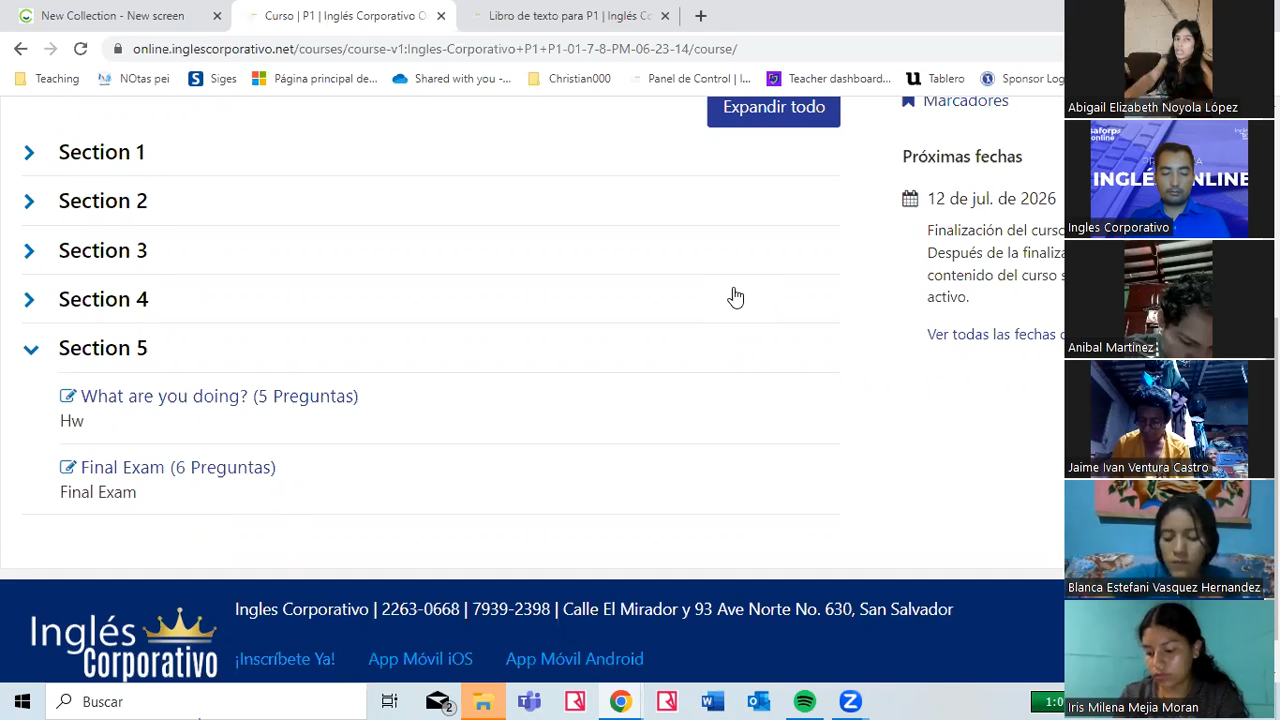 New Collection - New screen
Curso | P1 | Inglés Corporativo O
Libro de texto para P1 | Inglés Co
online.inglescorporativo.net/courses/course-v1:Ingles-Corporativo+P1+P1-01-7-8-PM-06-23-14/course/
Teaching
NOtas pei
Siges
Página principal de...
Shared with you -...
Christian000
Panel de Control | I...
Teacher dashboard...
Tablero
Sponsor Log
Expandir todo
Marcadores
Section 1
Section 2
Section 3
Section 4
Section 5
What are you doing? (5 Preguntas)
Hw
Final Exam (6 Preguntas)
Final Exam
Próximas fechas
12 de jul. de 2026
Finalización del curso
Después de la finaliza
contenido del curso s
activo.
Ver todas las fechas
Inglés
Corporativo
Ingles Corporativo | 2263-0668 | 7939-2398 | Calle El Mirador y 93 Ave Norte No. 630, San Salvador
¡Inscríbete Ya!
App Móvil iOS
App Móvil Android
Buscar
2
1:0
Abigail Elizabeth Noyola López
saforp
online
INGLÉ
NLINE
Ingles Corporativo
Anibal Martinez
Jaime Ivan Ventura Castro
Blanca Estefani Vasquez Hernandez
Iris Milena Mejia Moran